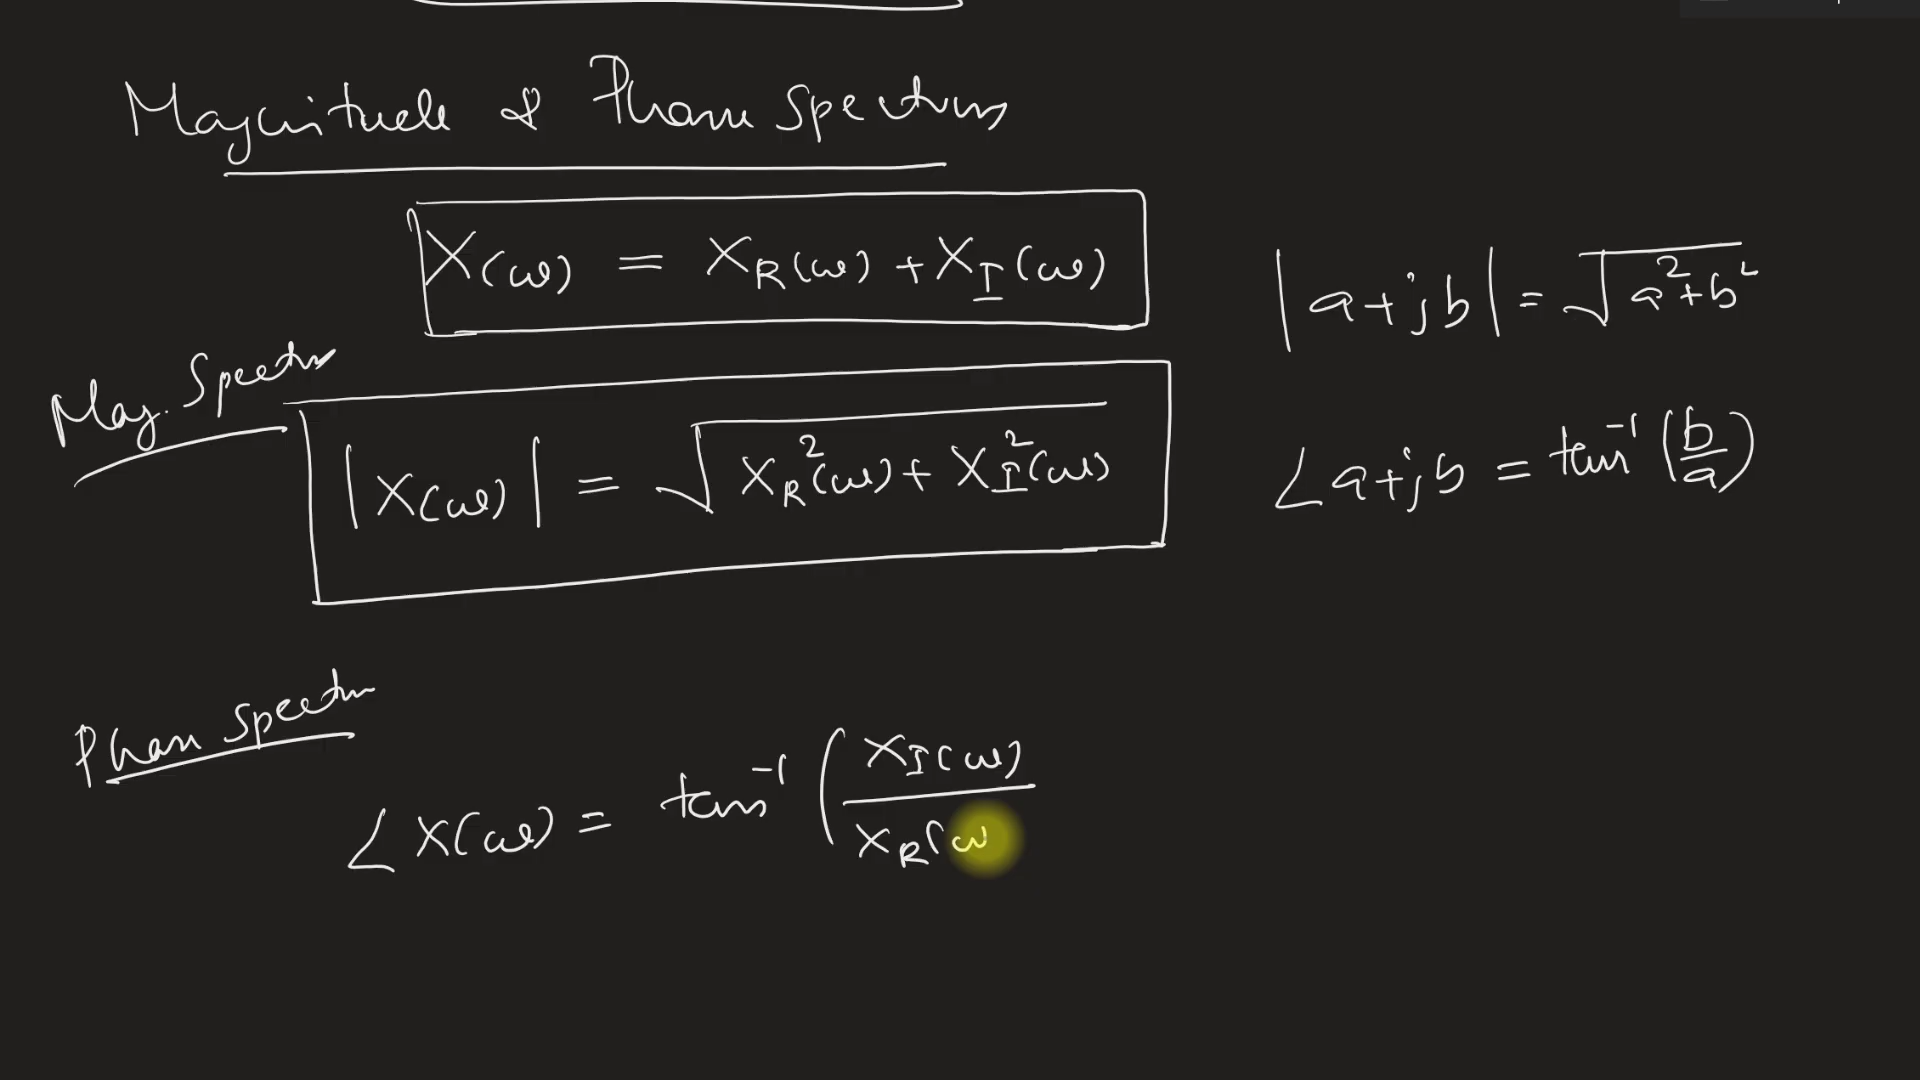 Magnitude & Phase Spectrum
X(ω) = X_R(ω) + X_I(ω)
|a+jb| = √(a²+b²)
Mag. Spectrum
|X(ω)| = √(X_R²(ω) + X_I²(ω))
∠a+jb = tan⁻¹(b/a)
Phase Spectrum
∠X(ω) = tan⁻¹(X_I(ω)/X_R(ω